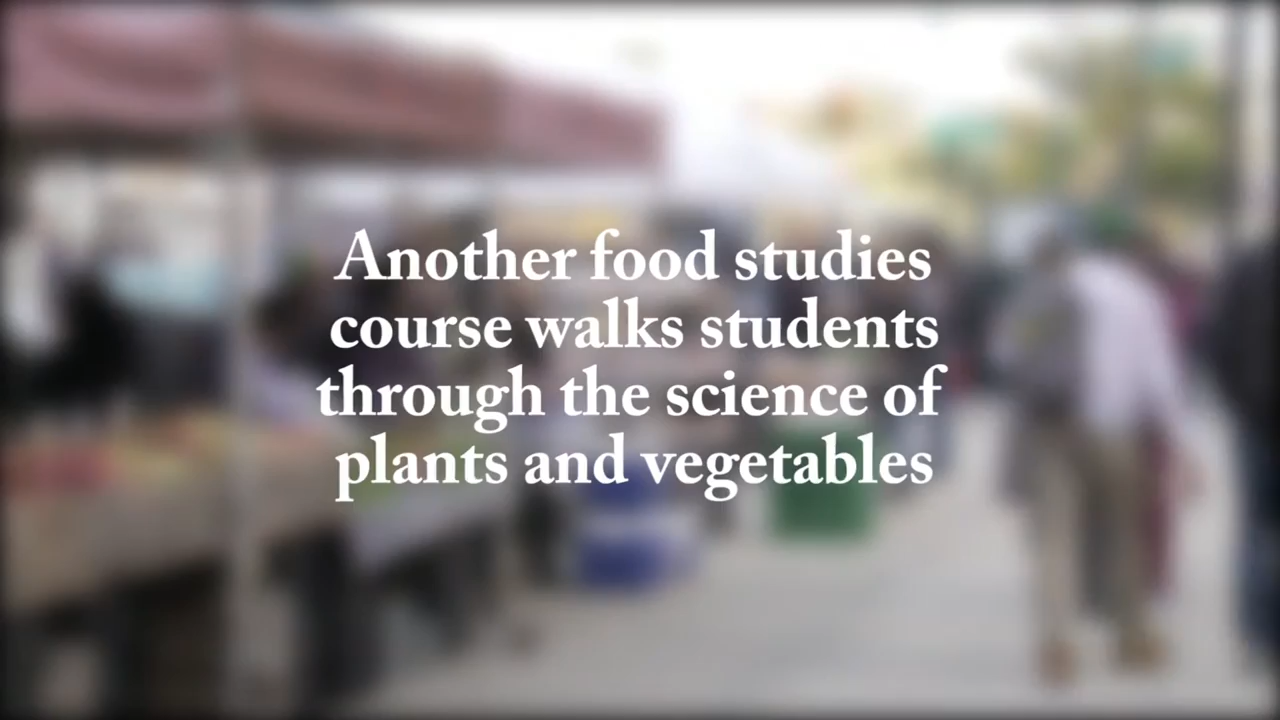 Another food studies
course walks students
through the science of
plants and vegetables